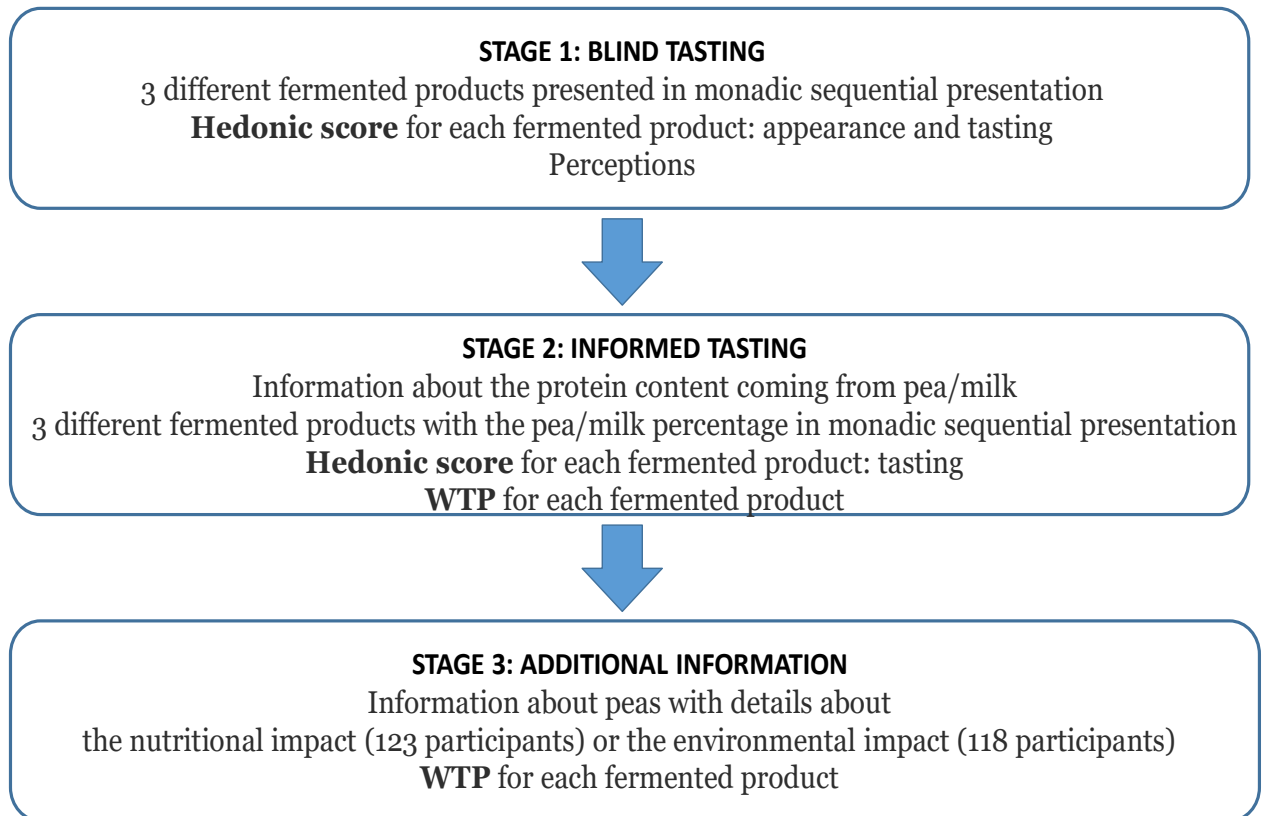 STAGE 1: BLIND TASTING
3 different fermented products presented in monadic sequential presentation
Hedonic score for each fermented product: appearance and tasting
Perceptions
STAGE 2: INFORMED TASTING
Information about the protein content coming from pea/milk
3 different fermented products with the pea/milk percentage in monadic sequential presentation
Hedonic score for each fermented product: tasting
WTP for each fermented product
STAGE 3: ADDITIONAL INFORMATION
Information about peas with details about
the nutritional impact (123 participants) or the environmental impact (118 participants)
WTP for each fermented product